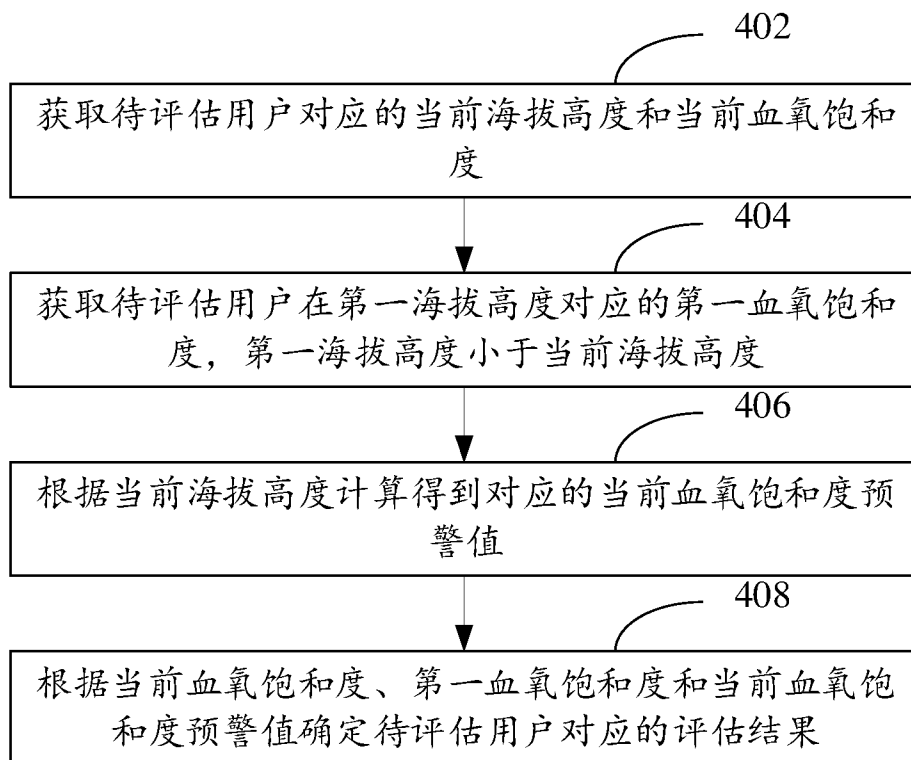 402
获取待评估用户对应的当前海拔高度和当前血氧饱和
度
404
获取待评估用户在第一海拔高度对应的第一血氧饱和
度，第一海拔高度小于当前海拔高度
406
根据当前海拔高度计算得到对应的当前血氧饱和度预
警值
408
根据当前血氧饱和度、第一血氧饱和度和当前血氧饱
和度预警值确定待评估用户对应的评估结果